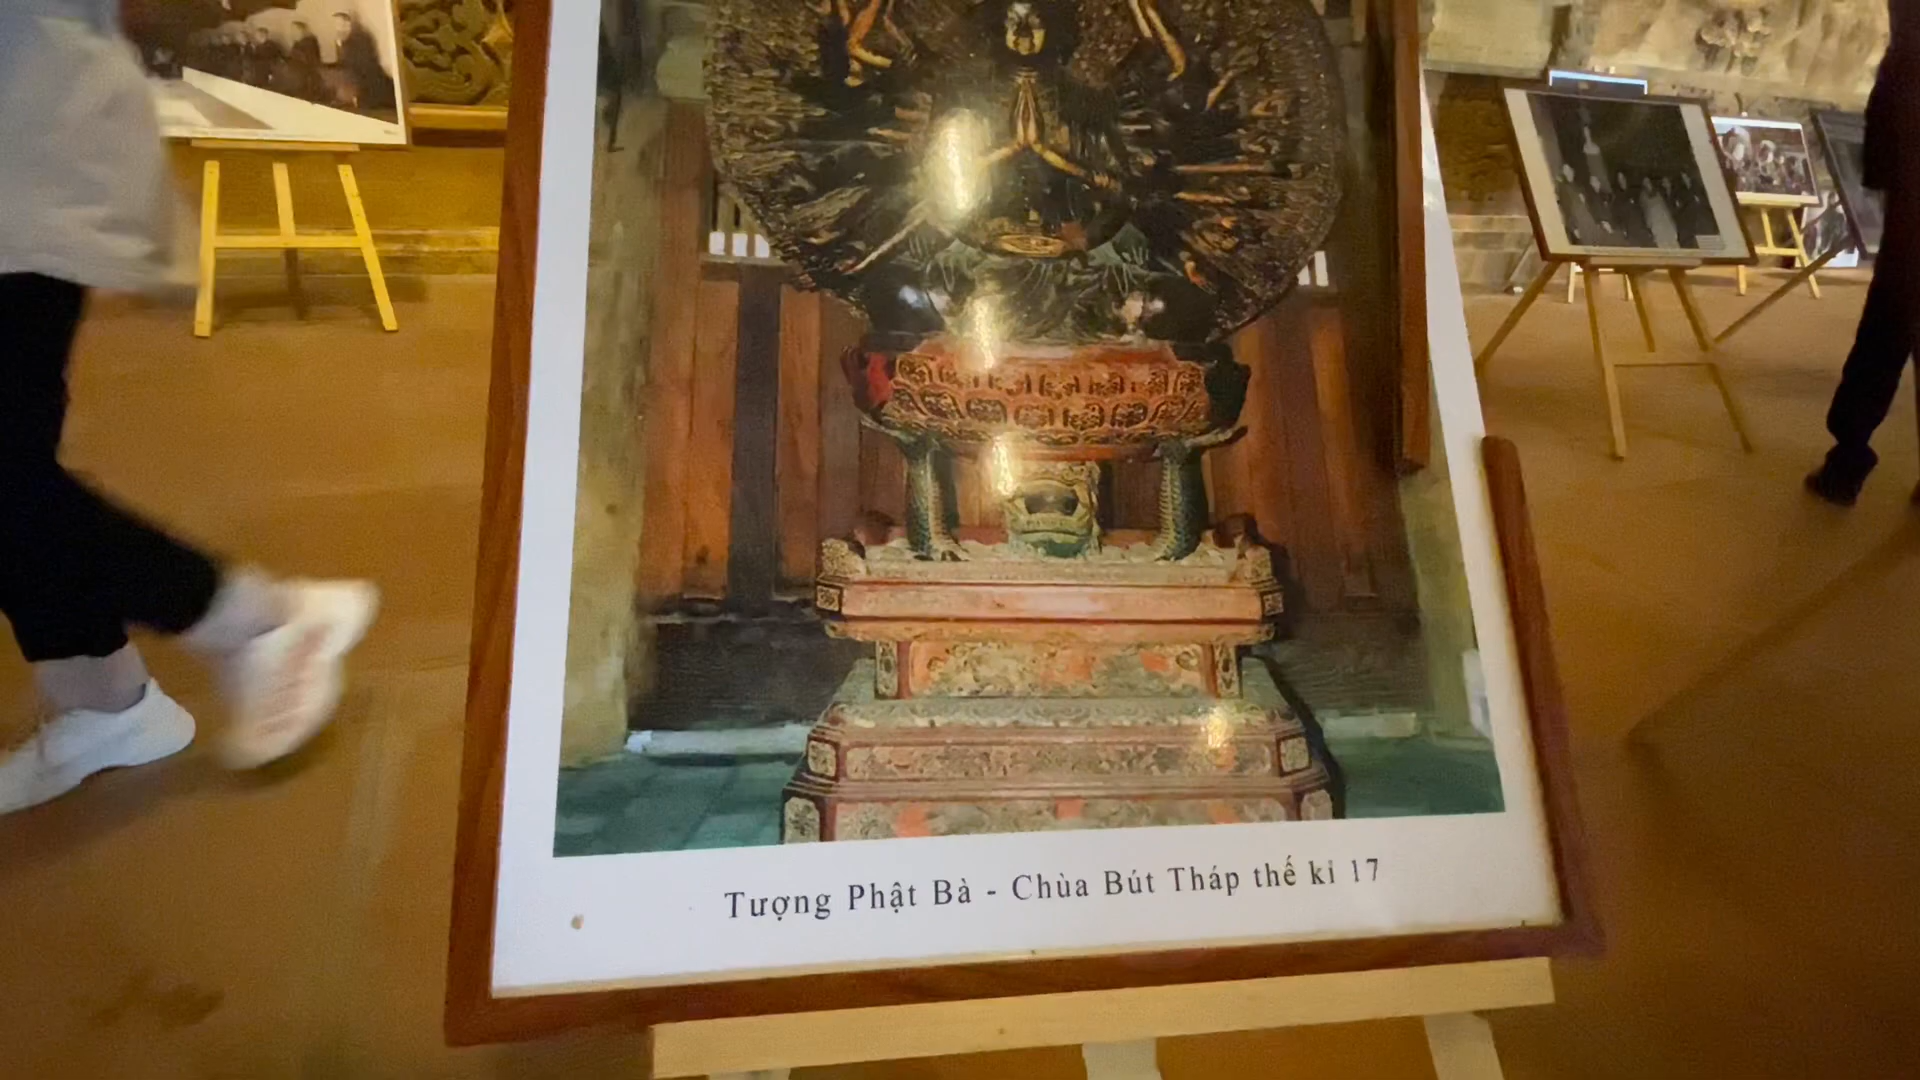 Tượng Phật Bà - Chùa Bút Tháp thế kỉ 17